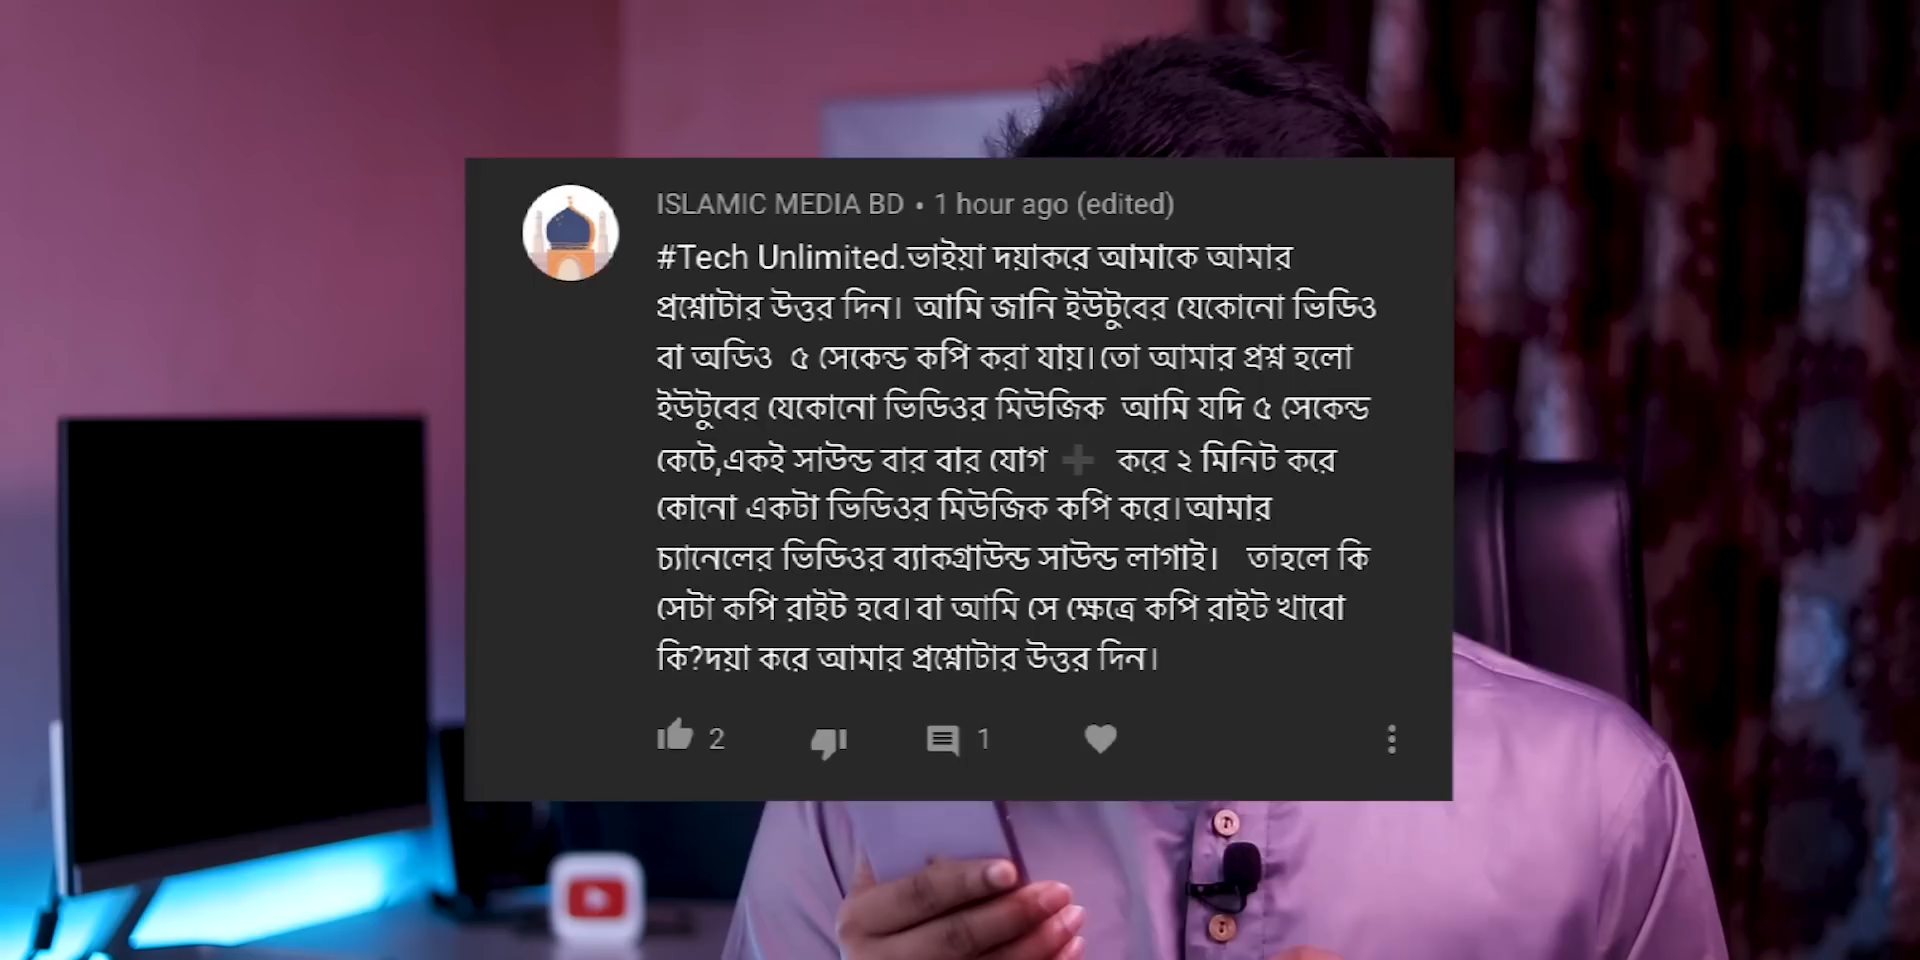 ISLAMIC MEDIA BD • 1 hour ago (edited)
#Tech Unlimited.ভাইয়া দয়াকরে আমাকে আমার
প্রশ্নোটার উত্তর দিন। আমি জানি ইউটুবের যেকোনো ভিডিও
বা অডিও ৫ সেকেন্ড কপি করা যায়।তো আমার প্রশ্ন হলো
ইউটুবের যেকোনো ভিডিওর মিউজিক আমি যদি ৫ সেকেন্ড
কেটে,একই সাউন্ড বার বার যোগ ➕ করে ২ মিনিট করে
কোনো একটা ভিডিওর মিউজিক কপি করে।আমার
চ্যানেলের ভিডিওর ব্যাকগ্রাউন্ড সাউন্ড লাগাই। তাহলে কি
সেটা কপি রাইট হবে।বা আমি সে ক্ষেত্রে কপি রাইট খাবো
কি?দয়া করে আমার প্রশ্নোটার উত্তর দিন।
2 1